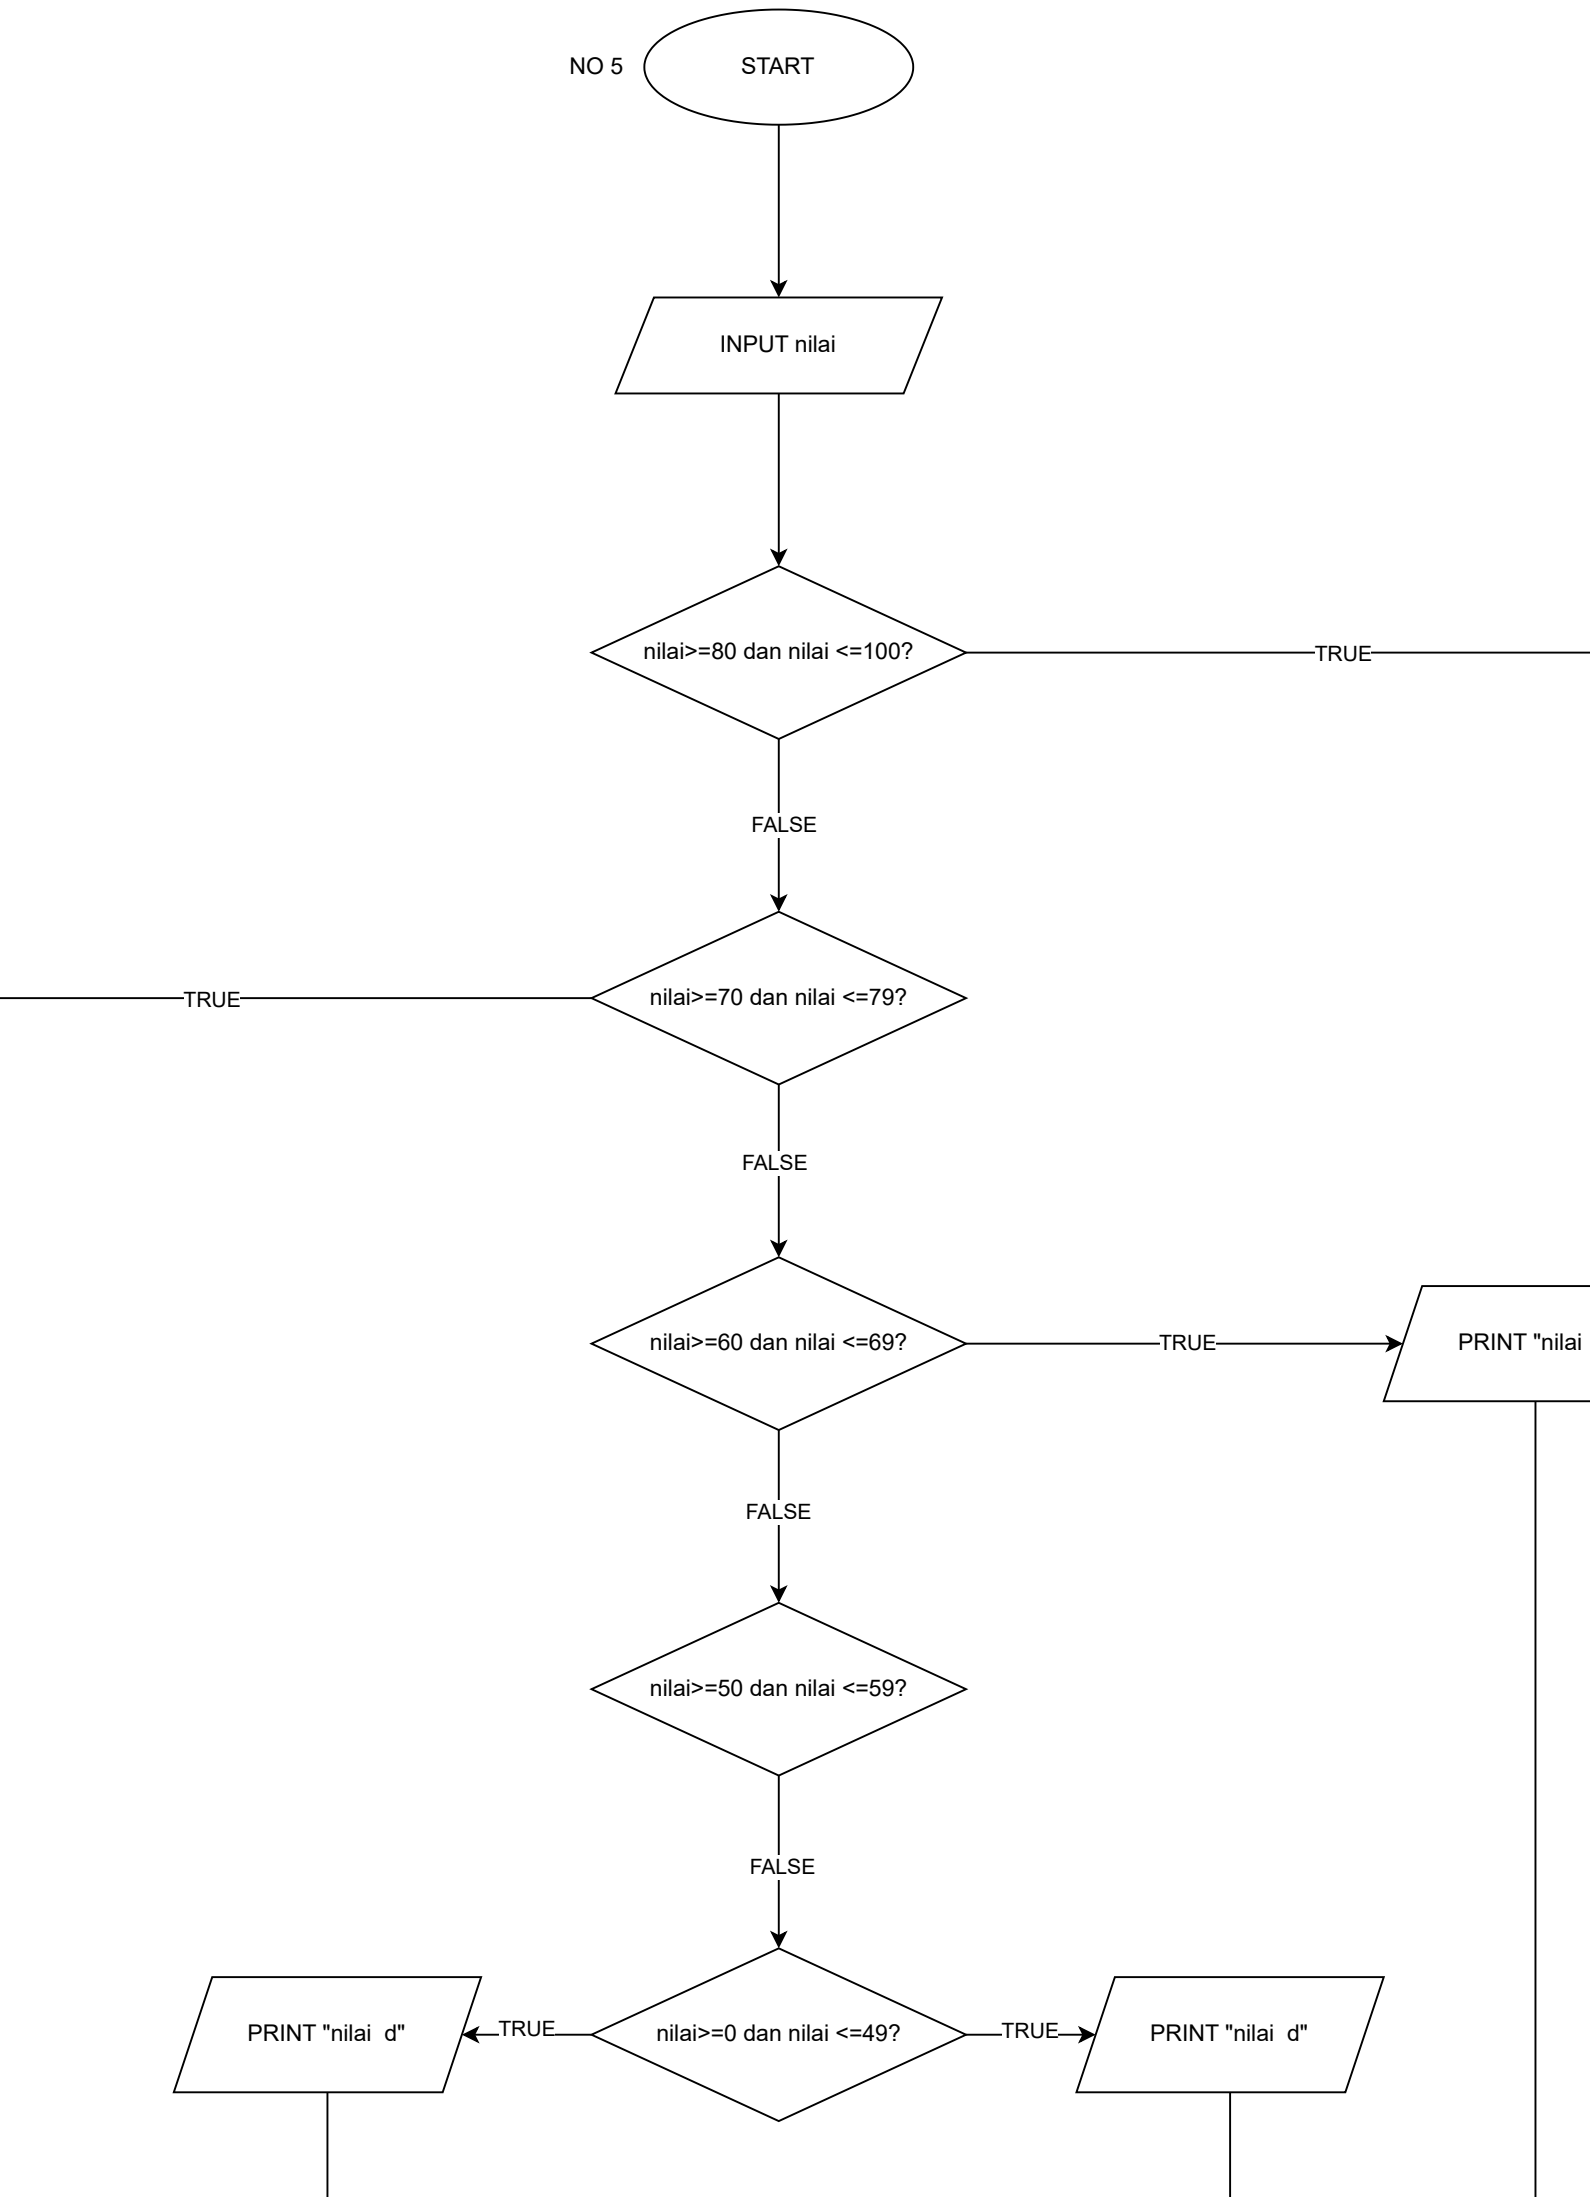 NO 5
START
INPUT nilai
nilai>=80 dan nilai <=100?
TRUE
FALSE
nilai>=70 dan nilai <=79?
TRUE
FALSE
nilai>=60 dan nilai <=69?
TRUE
PRINT "nilai
FALSE
nilai>=50 dan nilai <=59?
FALSE
PRINT "nilai  d"
TRUE
nilai>=0 dan nilai <=49?
TRUE
PRINT "nilai  d"